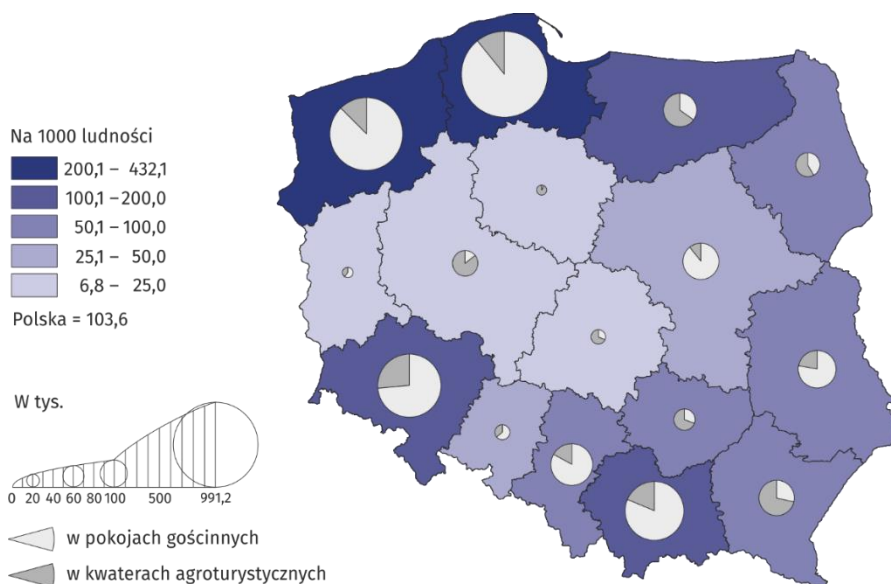 Na 1000 ludności
200,1 – 432,1
100,1 –200,0
50,1 – 100,0
25,1 – 50,0
6,8 – 25,0
Polska = 103,6
W tys.
0 20 40 60 80 100 500 991,2
w pokojach gościnnych
w kwaterach agroturystycznych